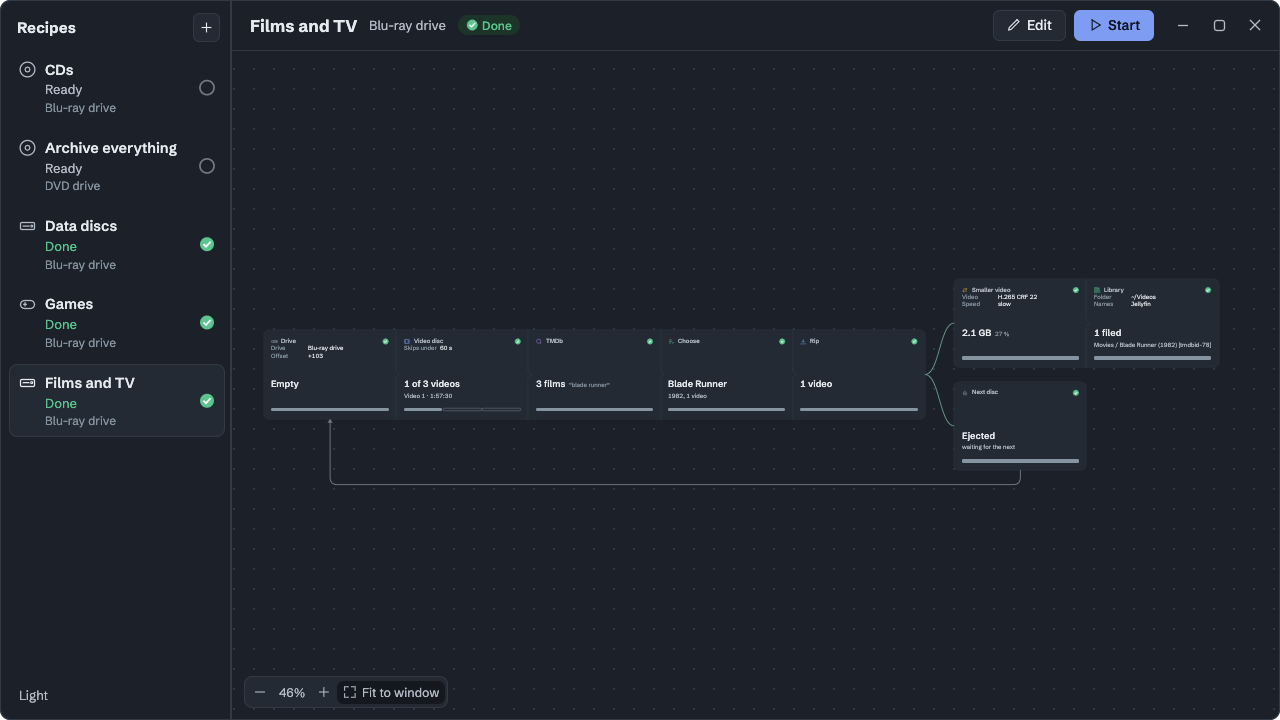 Recipes
CDs
Ready
Blu-ray drive
Archive everything
Ready
DVD drive
Data discs
Done
Blu-ray drive
Games
Done
Blu-ray drive
Films and TV
Done
Blu-ray drive
Light
Films and TV Blu-ray drive Done
Edit
Start
Drive
Drive Blu-ray drive
Offset +103
Empty
Video disc
Skips under 60 s
1 of 3 videos
Video 1 · 1:57:30
TMDb
3 films "blade runner"
Choose
Blade Runner
1982, 1 video
Rip
1 video
Smaller video
Video H.265 CRF 22
Speed slow
2.1 GB 27 %
Library
Folder ~/Videos
Names Jellyfin
1 filed
Movies / Blade Runner (1982) [tmdbid-78]
Next disc
Ejected
waiting for the next
46%
Fit to window